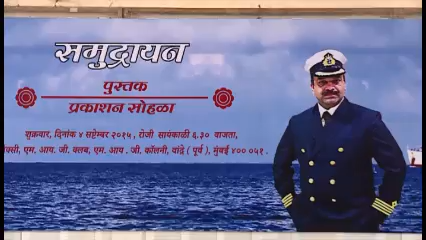 समुद्रायन
पुस्तक
प्रकाशन सोहळा
शुक्रवार, दिनांक ४ सप्टेंबर २०१५, रोजी सायंकाळी ६.३० वाजता,
एम. आय. जी. क्लब, एम. आय. जी. कॉलनी, वांद्रे ( पूर्व ), मुंबई ४०० ०५१.